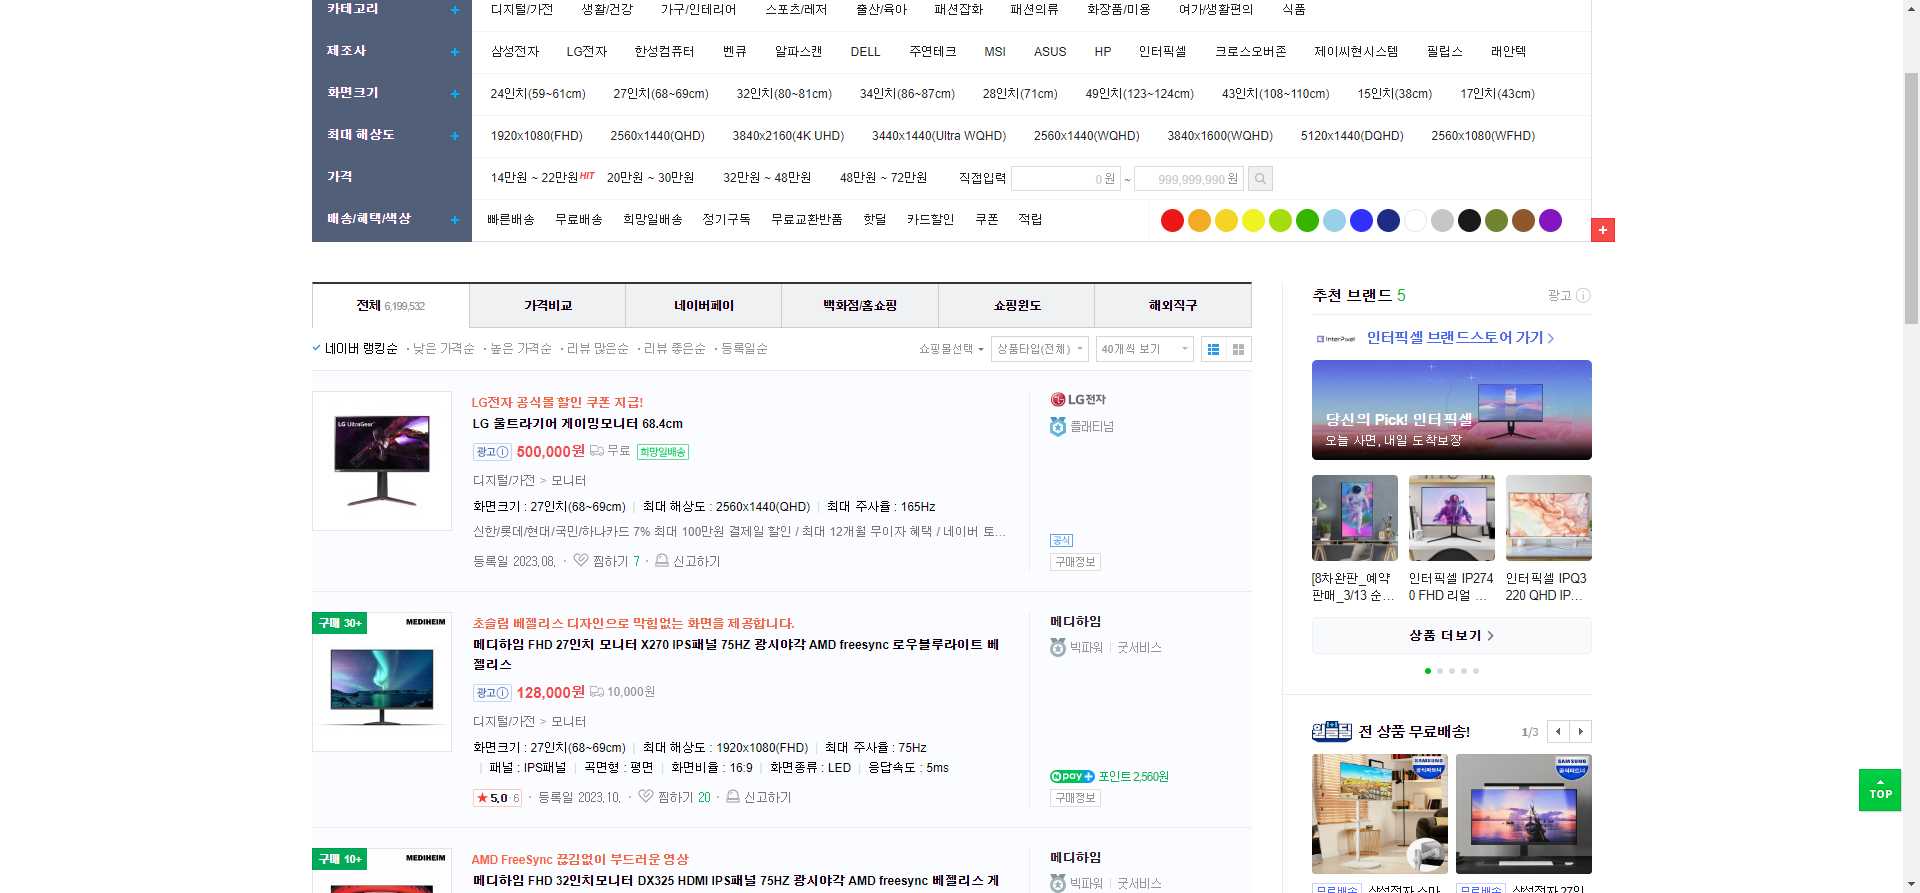 카테고리 디지털/가전 생활/건강 가구/인테리어 스포츠/레저 출산/육아 패션잡화 패션의류 화장품/미용 여가/생활편의 식품
제조사 삼성전자 LG전자 한성컴퓨터 벤큐 알파스캔 DELL 주연테크 MSI ASUS HP 인터픽셀 크로스오버존 제이씨현시스템 필립스 래안텍
화면크기 24인치(59~61cm) 27인치(68~69cm) 32인치(80~81cm) 34인치(86~87cm) 28인치(71cm) 49인치(123~124cm) 43인치(108~110cm) 15인치(38cm) 17인치(43cm)
최대 해상도 1920x1080(FHD) 2560x1440(QHD) 3840x2160(4K UHD) 3440x1440(Ultra WQHD) 2560x1440(WQHD) 3840x1600(WQHD) 5120x1440(DQHD) 2560x1080(WFHD)
가격 14만원 ~ 22만원HIT 20만원 ~ 30만원 32만원 ~ 48만원 48만원 ~ 72만원 직접입력 0 원 ~ 999,999,990 원
배송/혜택/색상 빠른배송 무료배송 희망일배송 정기구독 무료교환반품 핫딜 카드할인 쿠폰 적립
전체 6,199,532 가격비교 네이버페이 백화점/홈쇼핑 쇼핑윈도 해외직구
네이버 랭킹순 · 낮은 가격순 · 높은 가격순 · 리뷰 많은순 · 리뷰 좋은순 · 등록일순 쇼핑몰선택 상품타입(전체) 40개씩 보기
LG UltraGear
LG전자 공식몰 할인 쿠폰 지급!
LG 울트라기어 게이밍모니터 68.4cm
광고 500,000원 무료 희망일배송
디지털/가전 > 모니터
화면크기 : 27인치(68~69cm) | 최대 해상도 : 2560x1440(QHD) | 최대 주사율 : 165Hz
신한/롯데/현대/국민/하나카드 7% 최대 100만원 결제일 할인 / 최대 12개월 무이자 혜택 / 네이버 토...
등록일 2023.08. · 찜하기 7 · 신고하기
LG전자
플래티넘
공식
구매정보
구매 30+ MEDIHEIM
초슬림 베젤리스 디자인으로 막힘없는 화면을 제공합니다.
메디하임 FHD 27인치 모니터 X270 IPS패널 75HZ 광시야각 AMD freesync 로우블루라이트 베
젤리스
광고 128,000원 10,000원
디지털/가전 > 모니터
화면크기 : 27인치(68~69cm) | 최대 해상도 : 1920x1080(FHD) | 최대 주사율 : 75Hz
| 패널 : IPS패널 | 곡면형 : 평면 | 화면비율 : 16:9 | 화면종류 : LED | 응답속도 : 5ms
★ 5.0 · 6 · 등록일 2023.10. · 찜하기 20 · 신고하기
메디하임
빅파워 | 굿서비스
N pay+ 포인트 2,560원
구매정보
구매 10+ MEDIHEIM
AMD FreeSync 끊김없이 부드러운 영상
메디하임 FHD 32인치모니터 DX325 HDMI IPS패널 75HZ 광시야각 AMD freesync 베젤리스 게
메디하임
빅파워 | 굿서비스
추천 브랜드 5 광고
InterPixel 인터픽셀 브랜드스토어 가기 >
당신의 Pick! 인터픽셀
오늘 사면, 내일 도착보장
[8차완판_예약
판매_3/13 순...
인터픽셀 IP274
0 FHD 리얼 ...
인터픽셀 IPQ3
220 QHD IP...
상품 더보기 >
전 상품 무료배송! 1/3
SAMSUNG
공식파트너
SAMSUNG
공식파트너
무료배송 삼성전자 스마
무료배송 삼성전자 27인
TOP